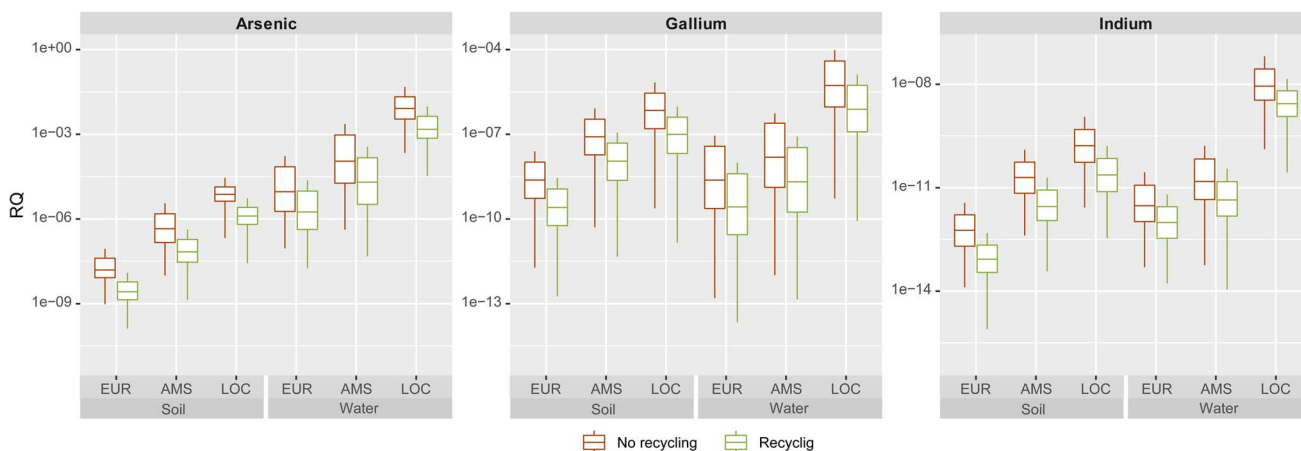 Arsenic
Gallium
Indium
RQ
1e+00
1e−03
1e−06
1e−09
1e−04
1e−07
1e−10
1e−13
1e−08
1e−11
1e−14
EUR AMS LOC EUR AMS LOC
Soil Water
EUR AMS LOC EUR AMS LOC
Soil Water
EUR AMS LOC EUR AMS LOC
Soil Water
No recycling Recyclig